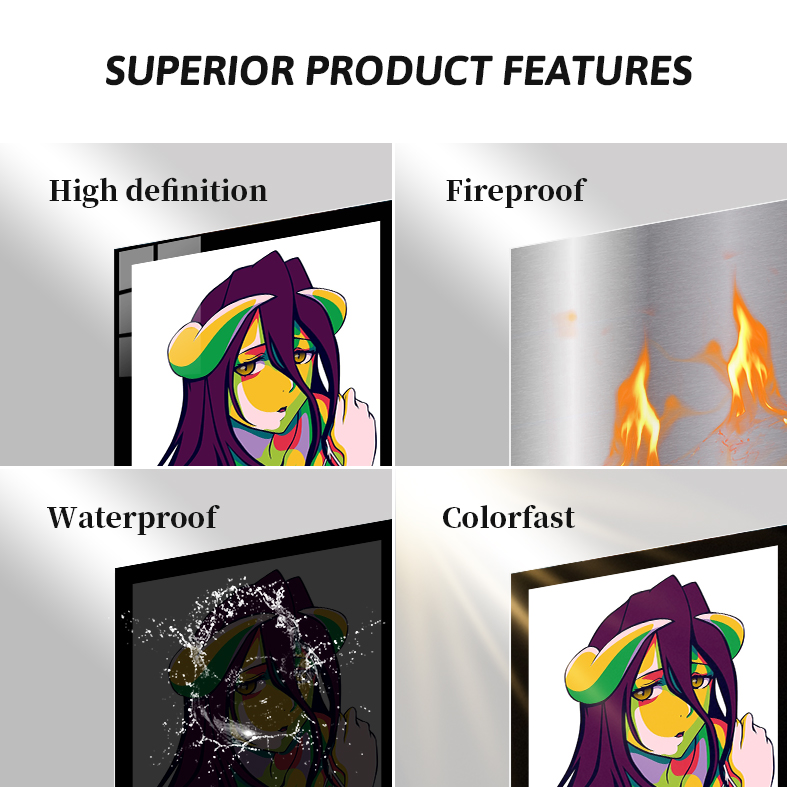 SUPERIOR PRODUCT FEATURES
High definition
Fireproof
Waterproof
Colorfast